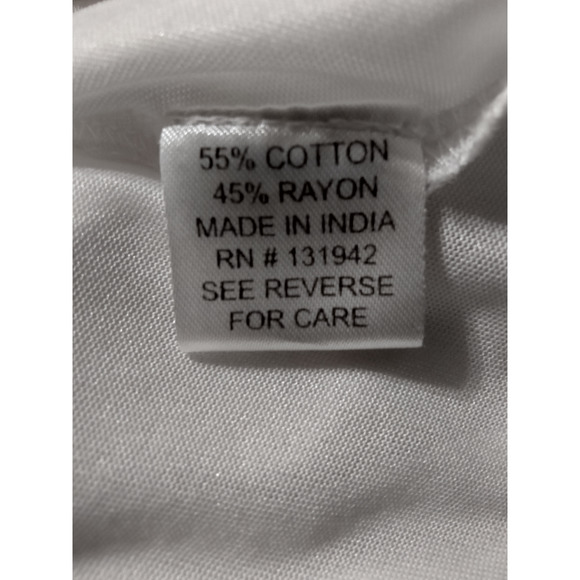 55% COTTON
45% RAYON
MADE IN INDIA
RN # 131942
SEE REVERSE
FOR CARE